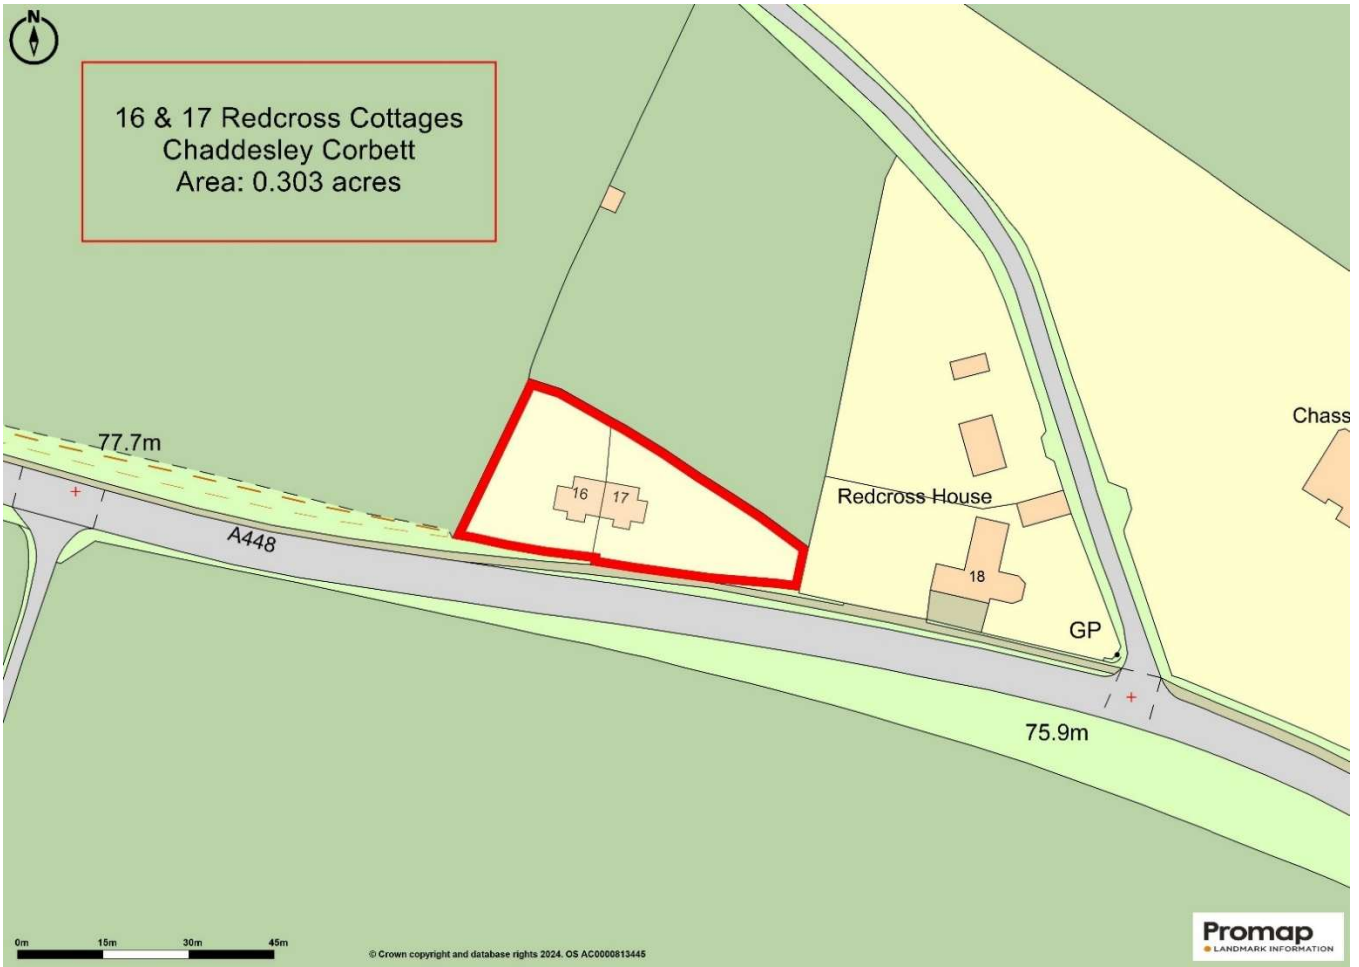 N
16 & 17 Redcross Cottages
Chaddesley Corbett
Area: 0.303 acres
77.7m
A448
16
17
Redcross House
18
GP
Chass
75.9m
0m 15m 30m 45m
© Crown copyright and database rights 2024. OS AC0000813445
Promap
LANDMARK INFORMATION